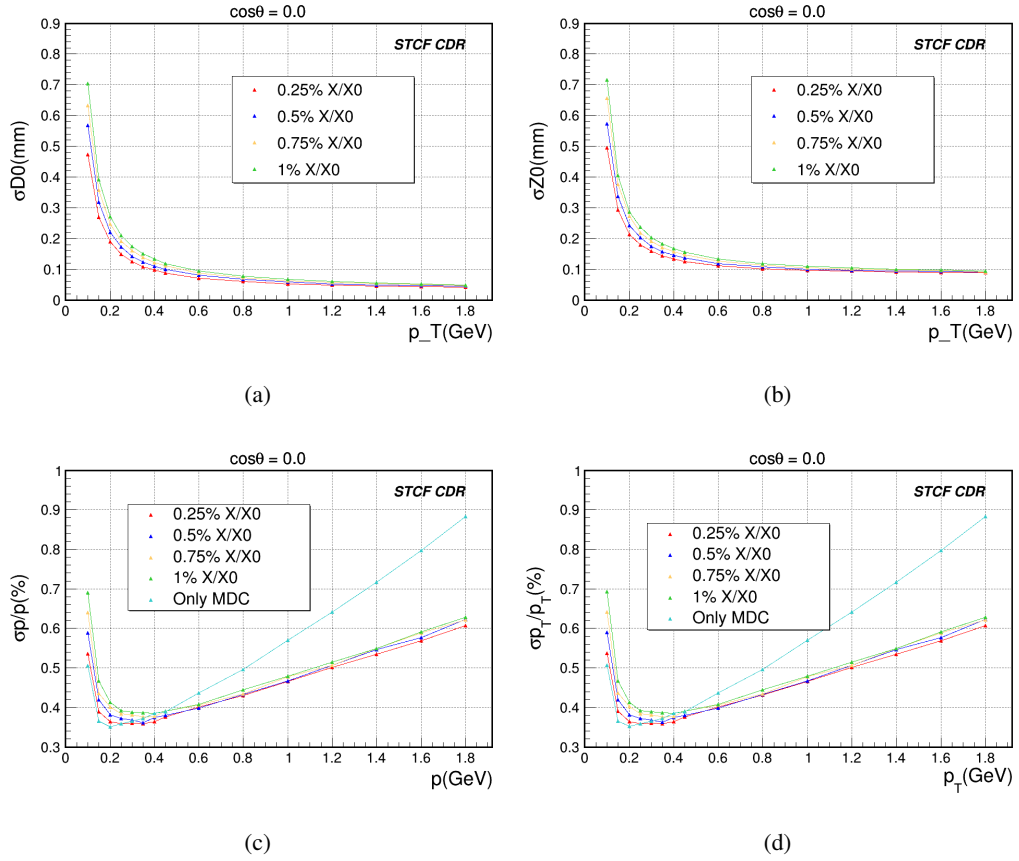 cosθ = 0.0
STCF CDR
0.25% X/X0
0.5% X/X0
0.75% X/X0
1% X/X0
σD0(mm)
0.9
0.8
0.7
0.6
0.5
0.4
0.3
0.2
0.1
0
0 0.2 0.4 0.6 0.8 1 1.2 1.4 1.6 1.8
p_T(GeV)
(a)
cosθ = 0.0
STCF CDR
0.25% X/X0
0.5% X/X0
0.75% X/X0
1% X/X0
σZ0(mm)
0.9
0.8
0.7
0.6
0.5
0.4
0.3
0.2
0.1
0
0 0.2 0.4 0.6 0.8 1 1.2 1.4 1.6 1.8
p_T(GeV)
(b)
cosθ = 0.0
STCF CDR
0.25% X/X0
0.5% X/X0
0.75% X/X0
1% X/X0
Only MDC
σp/p(%)
1
0.9
0.8
0.7
0.6
0.5
0.4
0.3
0 0.2 0.4 0.6 0.8 1 1.2 1.4 1.6 1.8
p(GeV)
(c)
cosθ = 0.0
STCF CDR
0.25% X/X0
0.5% X/X0
0.75% X/X0
1% X/X0
Only MDC
σp_T/p_T(%)
1
0.9
0.8
0.7
0.6
0.5
0.4
0.3
0 0.2 0.4 0.6 0.8 1 1.2 1.4 1.6 1.8
p_T(GeV)
(d)